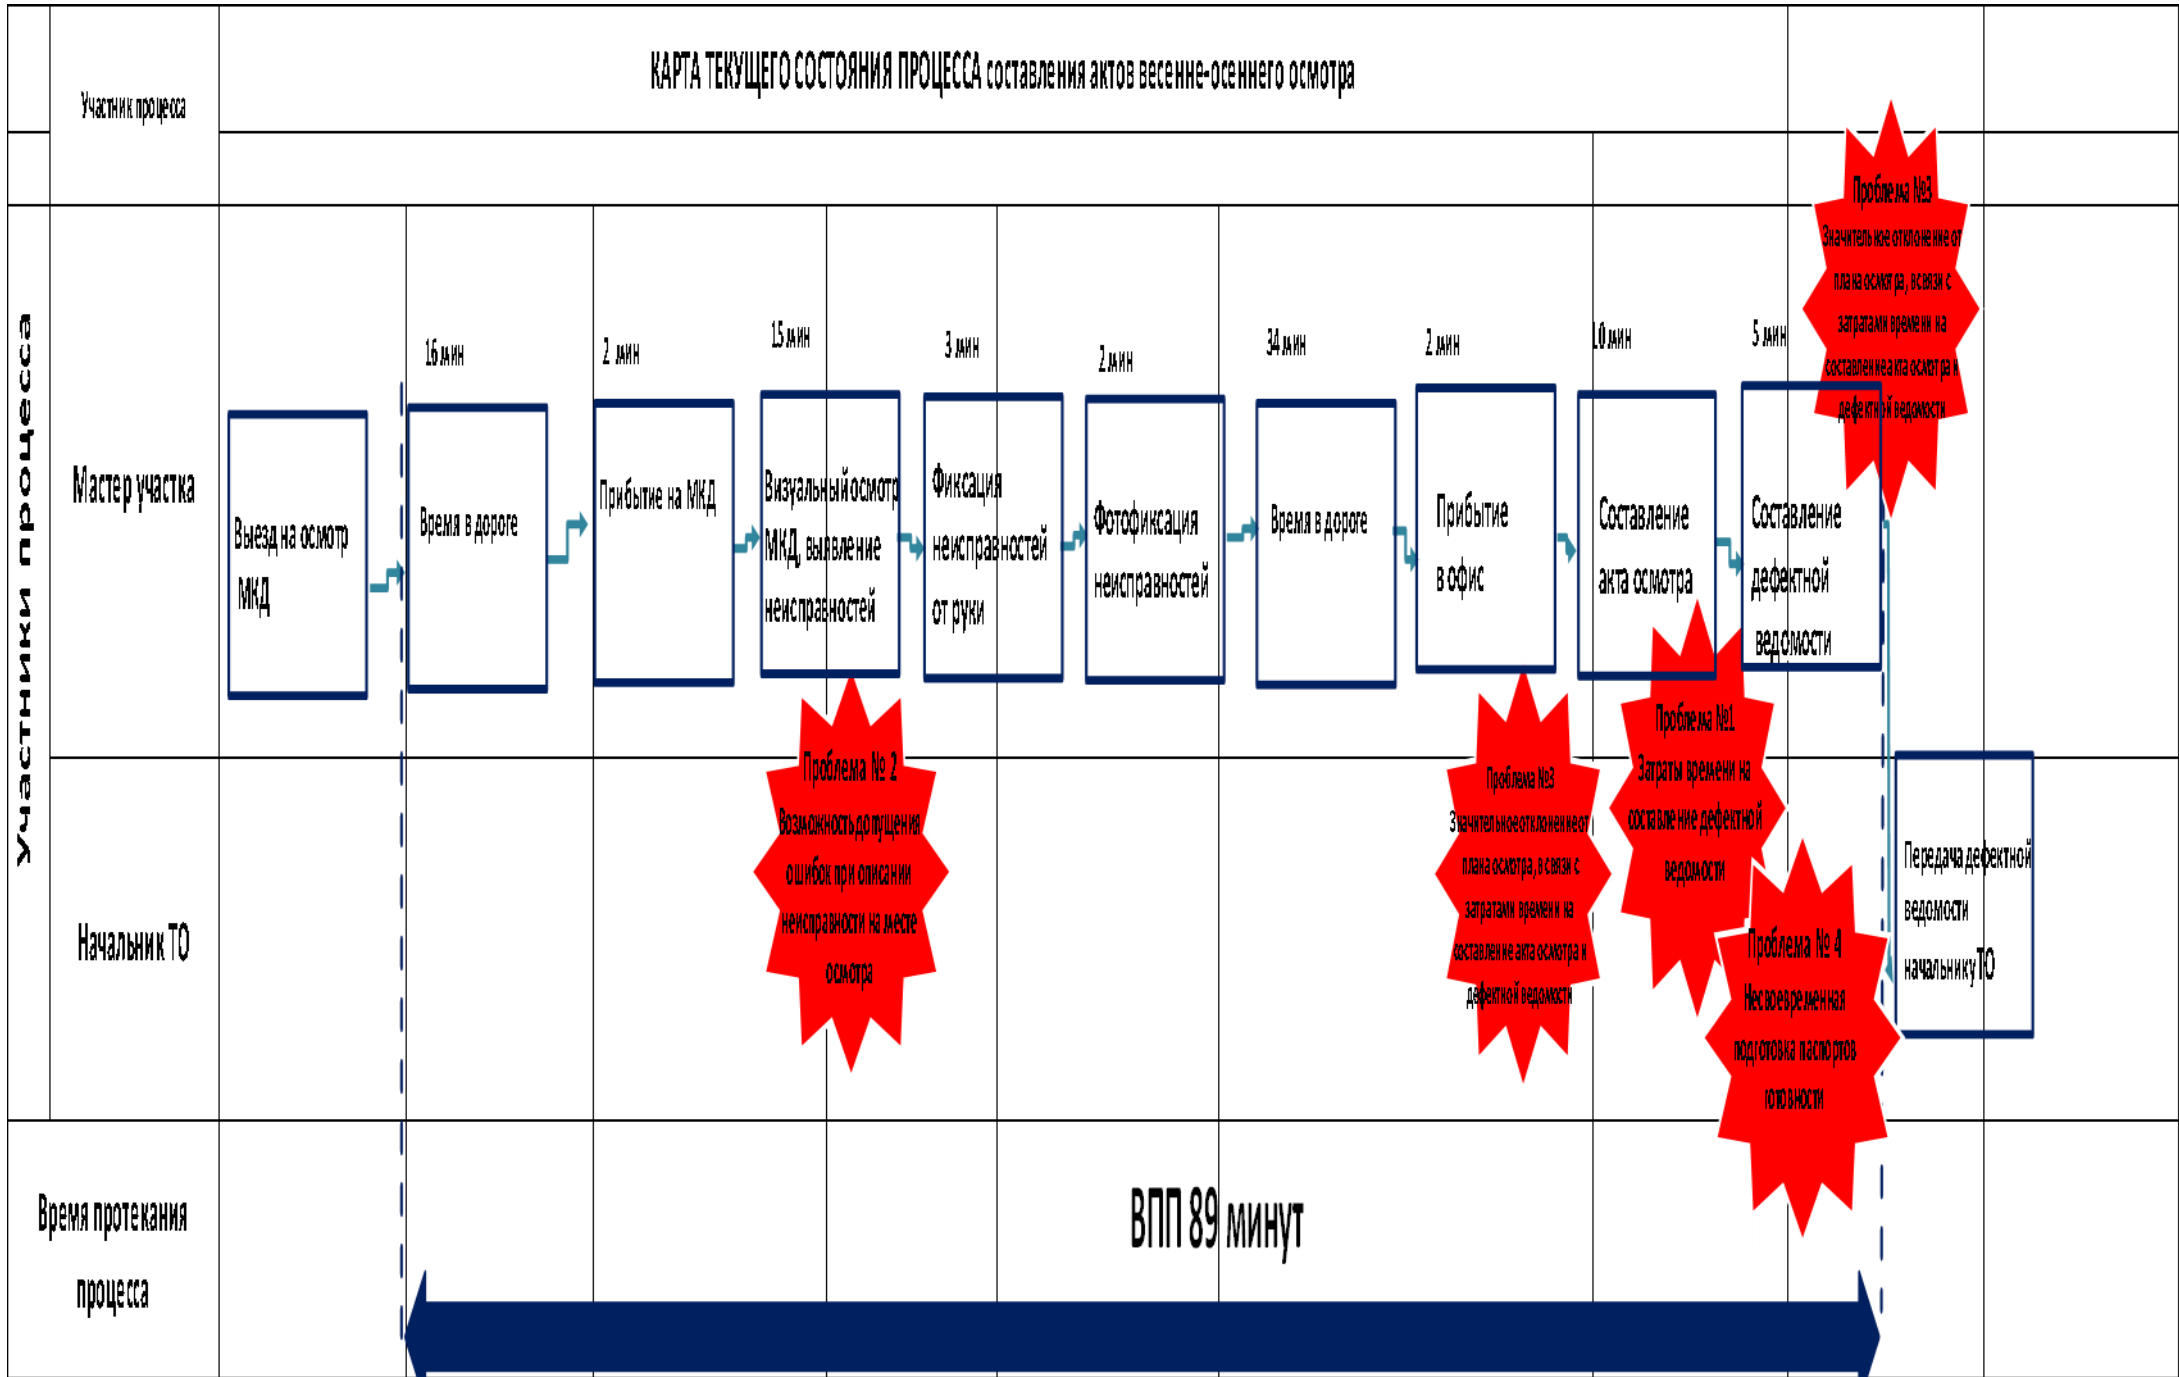 КАРТА ТЕКУЩЕГО СОСТОЯНИЯ ПРОЦЕССА составления актов весенне-осеннего осмотра
Участник процесса
Участники процесса
Мастер участка
16 мин
2 мин
15 мин
3 мин
2 мин
34 мин
2 мин
10 мин
5 мин
Выезд на осмотр
МКД
Время в дороге
Прибытие на МКД
Визуальный осмотр
МКД, выявление
неисправностей
Фиксация
неисправностей
от руки
Фотофиксация
неисправностей
Время в дороге
Прибытие
в офис
Составление
акта осмотра
Составление
дефектной
ведомости
Проблема №3
Значительное отклонение от
плана осмотра, в связи с
затратами времени на
составление акта осмотра и
дефектной ведомости
Начальник ТО
Проблема № 2
Возможность допущения
ошибок при описании
неисправности на месте
осмотра
Проблема №3
Значительное отклонение от
плана осмотра, в связи с
затратами времени на
составление акта осмотра и
дефектной ведомости
Проблема №1
Затраты времени на
составление дефектной
ведомости
Проблема № 4
Несвоевременная
подготовка паспортов
готовности
Передача дефектной
ведомости
начальнику ТО
Время протекания
процесса
ВПП 89 минут